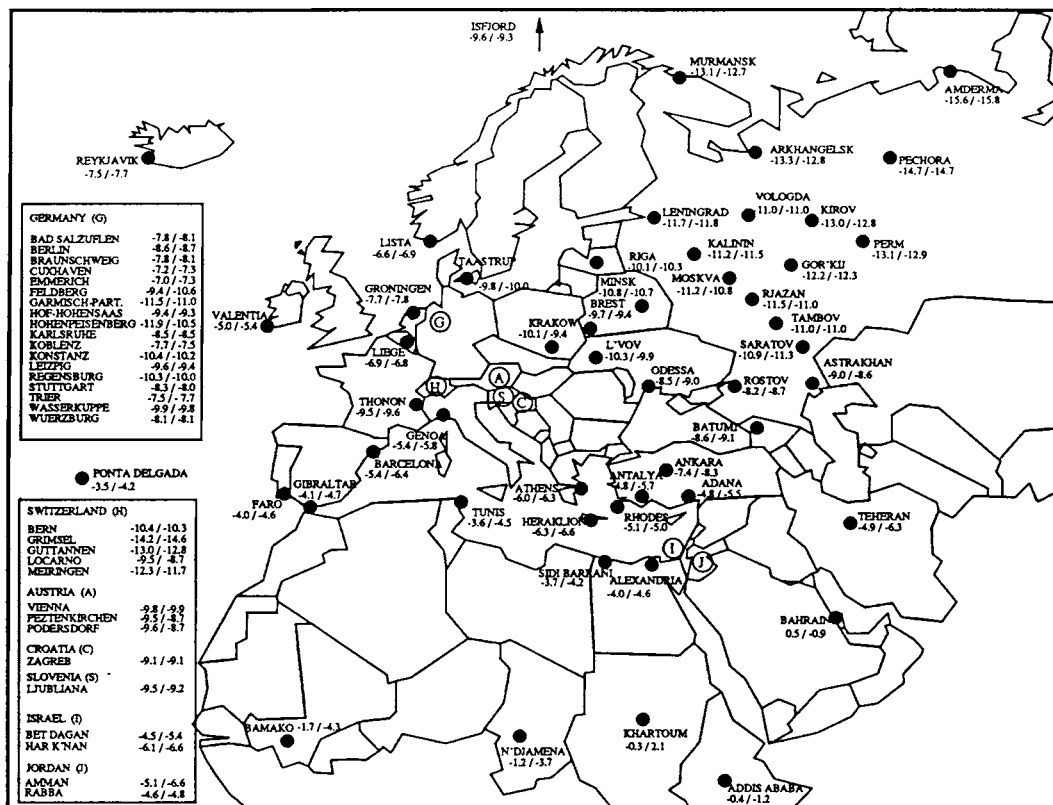 ISFJORD
-9.6 / -9.3
MURMANSK
-13.1 / -12.7
AMDERMA
-15.6 / -15.8
REYKJAVIK
-7.5 / -7.7
ARKHANGELSK
-13.3 / -12.8
PECHORA
-14.7 / -14.7
VOLOGDA
-11.0 / -11.0
KIROV
-13.0 / -12.8
LENINGRAD
-11.7 / -11.8
PERM
-13.1 / -12.9
KALININ
-11.2 / -11.5
GOR'KIJ
-12.2 / -12.3
LISTA
-6.6 / -6.9
TAASTRUP
-9.8 / -10.0
RIGA
-10.1 / -10.3
MOSKVA
-11.2 / -10.8
RJAZAN
-11.5 / -11.0
MINSK
-10.8 / -10.7
BREST
-9.7 / -9.4
TAMBOV
-11.0 / -11.0
GRONINGEN
-7.7 / -7.8
G
VALENTIA
-5.0 / -5.4
KRAKOW
-10.1 / -9.4
L'VOV
-10.3 / -9.9
SARATOV
-10.9 / -11.3
LIEGE
-6.9 / -6.8
ASTRAKHAN
-9.0 / -8.6
ODESSA
-8.5 / -9.0
ROSTOV
-8.2 / -8.7
H
A
S
C
THONON
-9.5 / -9.6
GENOA
-5.4 / -5.8
BATUMI
-8.6 / -9.1
BARCELONA
-5.4 / -6.4
ANKARA
-7.4 / -8.3
ATHENS
-6.0 / -6.3
ANTALYA
-4.8 / -5.7
ADANA
-4.8 / -5.5
GIBRALTAR
-4.1 / -4.7
FARO
-4.0 / -4.6
TUNIS
-3.6 / -4.5
HERAKLION
-6.3 / -6.6
RHODES
-5.1 / -5.0
TEHERAN
-4.9 / -6.3
I
J
SIDI BARRANI
-3.7 / -4.2
ALEXANDRIA
-4.0 / -4.6
BAHRAIN
0.5 / -0.9
BAMAKO -1.7 / -4.3
N'DJAMENA
-1.2 / -3.7
KHARTOUM
-0.3 / 2.1
ADDIS ABABA
-0.4 / -1.2
GERMANY (G)
BAD SALZUFLEN -7.8 / -8.1
BERLIN -8.6 / -8.7
BRAUNSCHWEIG -7.8 / -8.1
CUXHAVEN -7.2 / -7.3
EMMERICH -7.0 / -7.3
FELDBERG -9.4 / -10.6
GARMISCH-PART. -11.5 / -11.0
HOF-HOHENSAAS -9.4 / -9.3
HOHENPEISENBERG -11.9 / -10.5
KARLSRUHE -8.5 / -8.5
KOBLENZ -7.7 / -7.5
KONSTANZ -10.4 / -10.2
LEIPZIG -9.6 / -9.4
REGENSBURG -10.3 / -10.0
STUTTGART -8.3 / -8.0
TRIER -7.5 / -7.7
WASSERKUPPE -9.9 / -9.8
WUERZBURG -8.1 / -8.1
PONTA DELGADA
-3.5 / -4.2
SWITZERLAND (H)
BERN -10.4 / -10.3
GRIMSEL -14.2 / -14.6
GUTTANNEN -13.0 / -12.8
LOCARNO -9.5 / -8.7
MEIRINGEN -12.3 / -11.7
AUSTRIA (A)
VIENNA -9.8 / -9.9
PEZTENKIRCHEN -9.5 / -8.7
PODERSDORF -9.6 / -8.7
CROATIA (C)
ZAGREB -9.1 / -9.1
SLOVENIA (S)
LJUBLIANA -9.5 / -9.2
ISRAEL (I)
BET DAGAN -4.5 / -5.4
HAR K'NAN -6.1 / -6.6
JORDAN (J)
AMMAN -5.1 / -6.6
RABBA -4.6 / -4.8